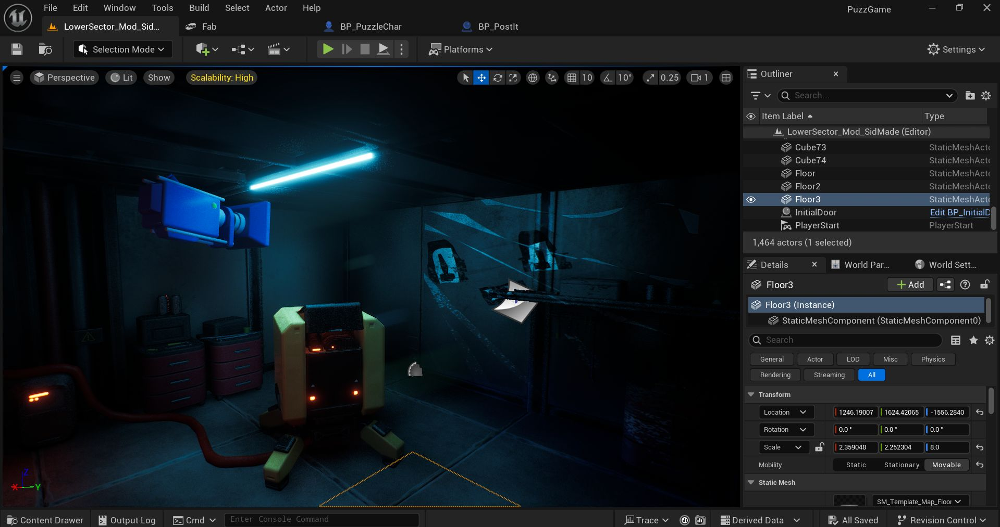 File Edit Window Tools Build Select Actor Help
PuzzGame
LowerSector_Mod_Sid...
Fab
BP_PuzzleChar
BP_PostIt
Selection Mode
Platforms
Settings
Perspective
Lit
Show
Scalability: High
10
10°
0.25
1
Outliner
Search...
Item Label
Type
LowerSector_Mod_SidMade (Editor)
Cube73 StaticMeshActo
Cube74 StaticMeshActo
Floor StaticMeshActo
Floor2 StaticMeshActo
Floor3 StaticMeshActo
InitialDoor Edit BP_InitialD
PlayerStart PlayerStart
1,464 actors (1 selected)
Details
World Par...
World Sett...
Floor3
Add
Floor3 (Instance)
StaticMeshComponent (StaticMeshComponent0)
Search
General Actor LOD Misc Physics
Rendering Streaming All
Transform
Location 1246.19007 1624.42065 -1556.2840
Rotation 0.0 ° 0.0 ° 0.0 °
Scale 2.359048 2.252304 8.0
Mobility Static Stationary Movable
Static Mesh
SM_Template_Map_Floor
Z
X
Y
Content Drawer
Output Log
Cmd
Enter Console Command
Trace
Derived Data
All Saved
Revision Control